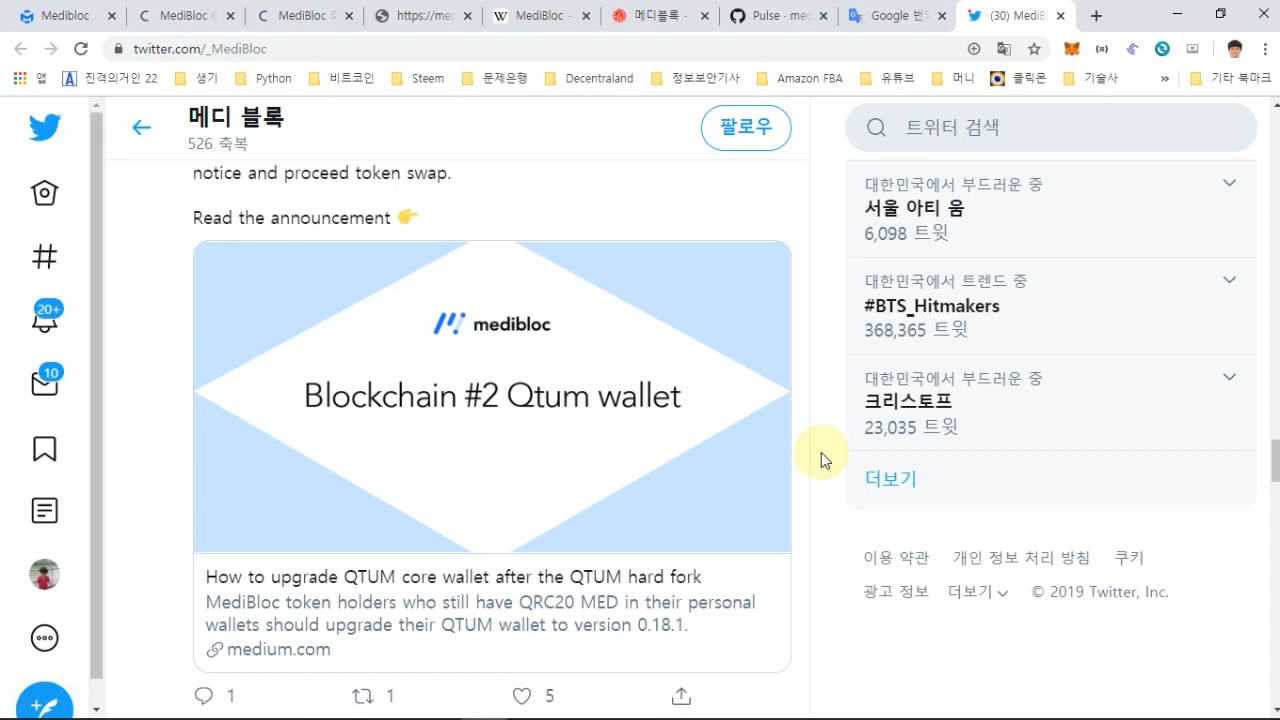 Medibloc
MediBloc C
MediBloc 코
https://mec
MediBloc -
메디블록 -
Pulse · mec
Google 번역
(30) MediBl
twitter.com/_MediBloc
앱
진격의거인 22
생기
Python
비트코인
Steem
문제은행
Decentraland
정보보안기사
Amazon FBA
유튜브
머니
클릭몬
기술사
»
기타 북마크
메디 블록
526 축복
팔로우
notice and proceed token swap.
Read the announcement 👉
medibloc
Blockchain #2 Qtum wallet
How to upgrade QTUM core wallet after the QTUM hard fork
MediBloc token holders who still have QRC20 MED in their personal
wallets should upgrade their QTUM wallet to version 0.18.1.
medium.com
1
1
5
20+
10
트위터 검색
대한민국에서 부드러운 중
서울 아티 움
6,098 트윗
대한민국에서 트렌드 중
#BTS_Hitmakers
368,365 트윗
대한민국에서 부드러운 중
크리스토프
23,035 트윗
더보기
이용 약관 개인 정보 처리 방침 쿠키
광고 정보 더보기 © 2019 Twitter, Inc.